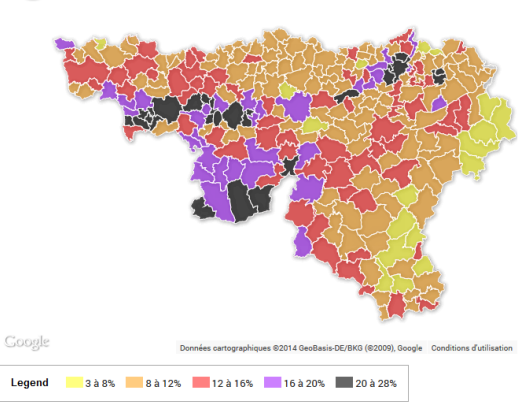 Google
Données cartographiques ©2014 GeoBasis-DE/BKG (©2009), Google Conditions d'utilisation
Legend 3 à 8% 8 à 12% 12 à 16% 16 à 20% 20 à 28%